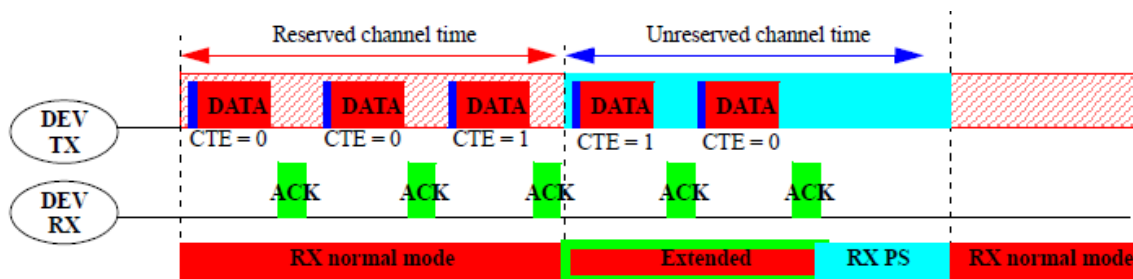 Reserved channel time Unreserved channel time
DEV TX
DATA DATA DATA DATA DATA
CTE = 0 CTE = 0 CTE = 1 CTE = 1 CTE = 0
DEV RX
ACK ACK ACK ACK ACK
RX normal mode Extended RX PS RX normal mode